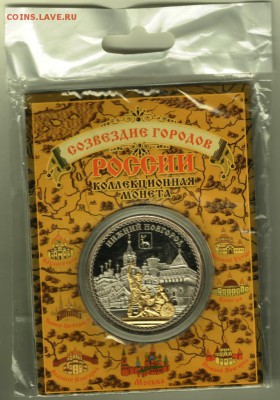 COINS.LAVE.RU
СОЗВЕЗДИЕ ГОРОДОВ
РОССИИ
КОЛЛЕКЦИОННАЯ
МОНЕТА
НИЖНИЙ НОВГОРОД
Москва